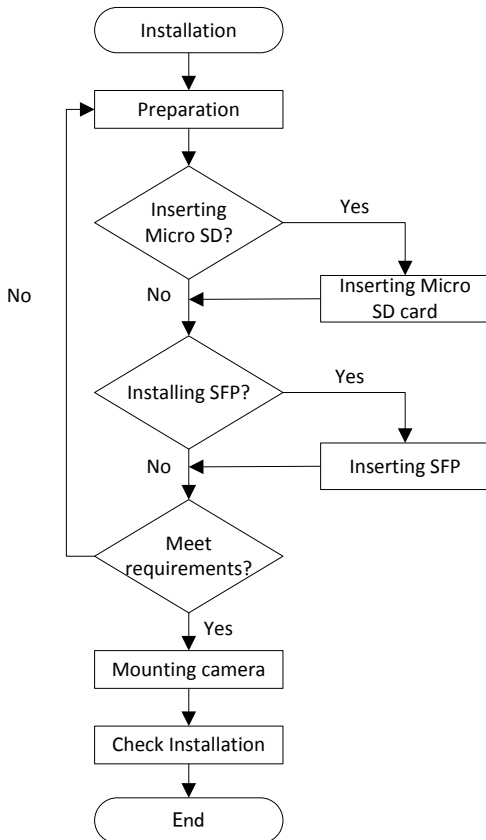 Installation
Preparation
Inserting
Micro SD?
Yes
No
No
Inserting Micro
SD card
Installing SFP?
Yes
No
Inserting SFP
Meet
requirements?
Yes
Mounting camera
Check Installation
End